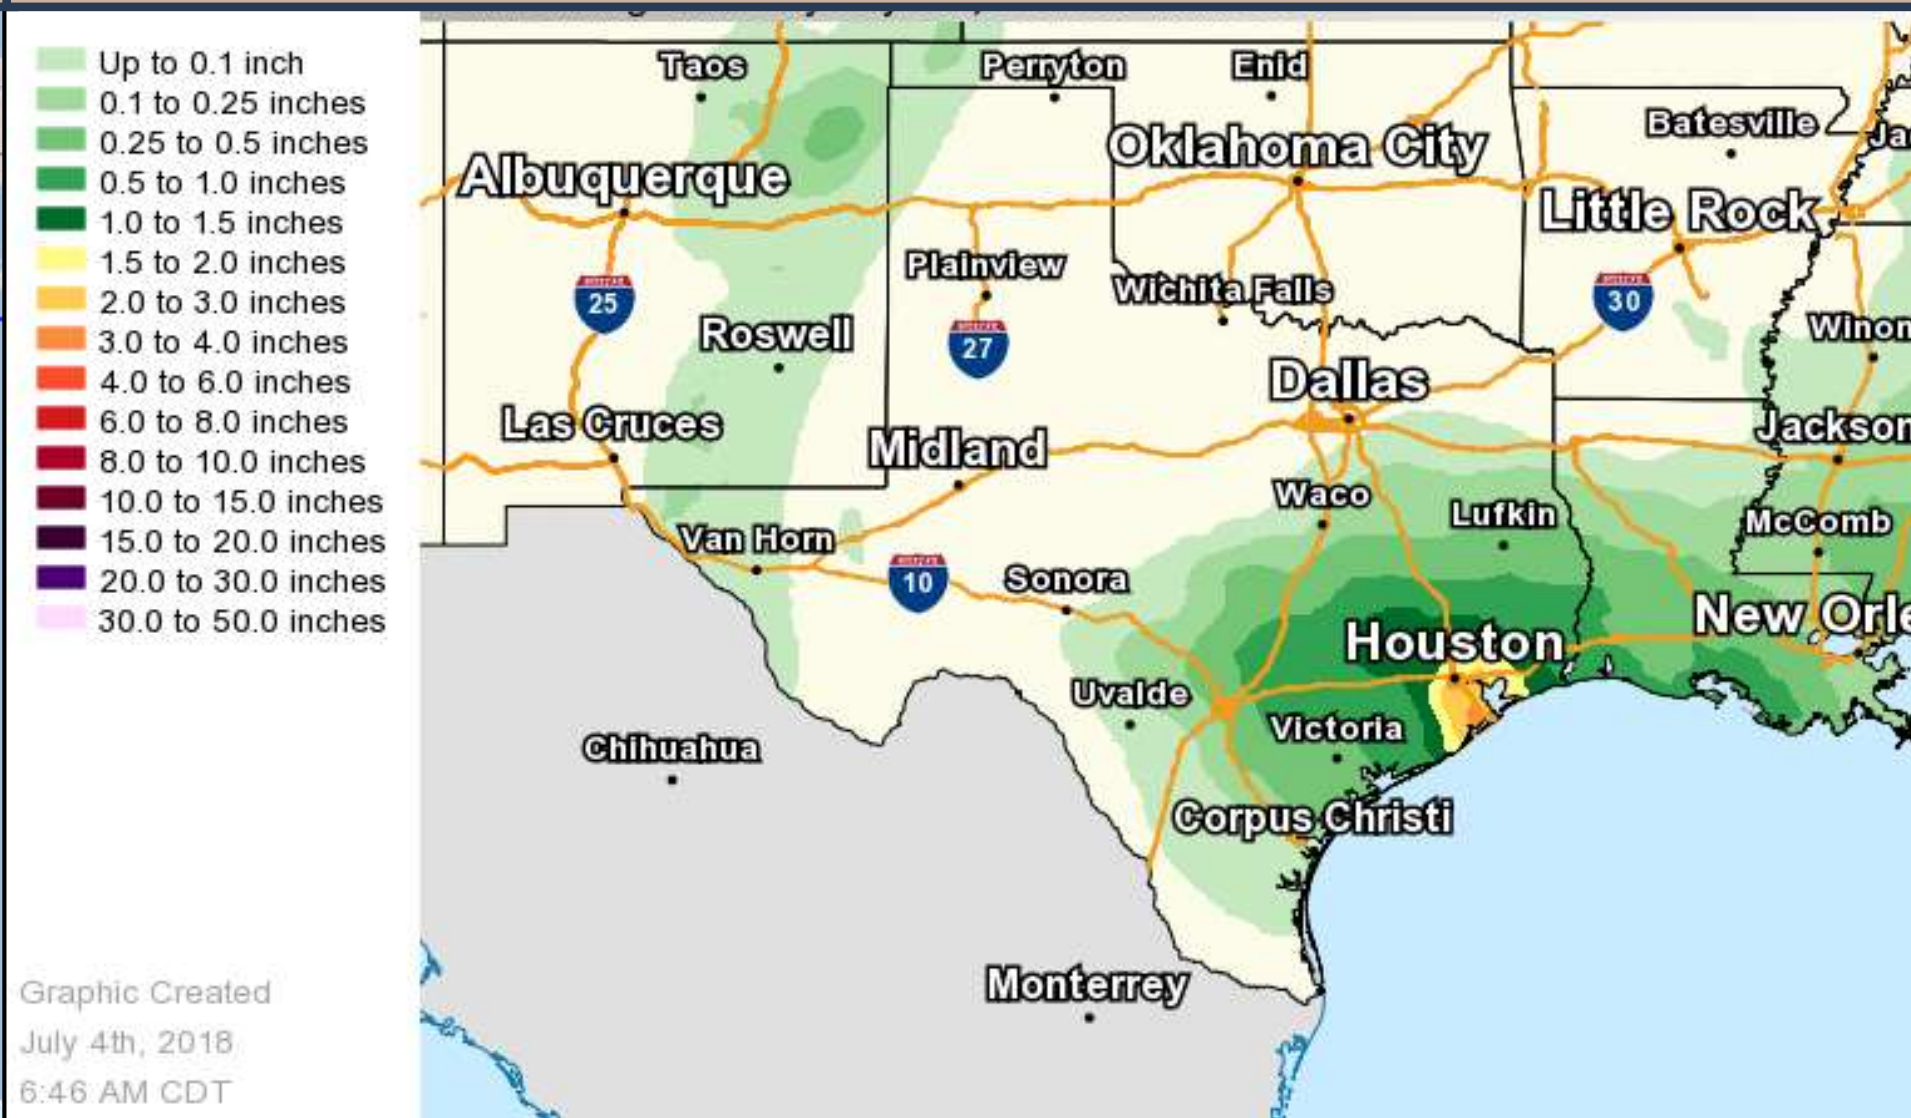 Up to 0.1 inch
0.1 to 0.25 inches
0.25 to 0.5 inches
0.5 to 1.0 inches
1.0 to 1.5 inches
1.5 to 2.0 inches
2.0 to 3.0 inches
3.0 to 4.0 inches
4.0 to 6.0 inches
6.0 to 8.0 inches
8.0 to 10.0 inches
10.0 to 15.0 inches
15.0 to 20.0 inches
20.0 to 30.0 inches
30.0 to 50.0 inches
Graphic Created
July 4th, 2018
6:46 AM CDT
Taos
Perryton
Enid
Batesville
Ja
Oklahoma City
Albuquerque
Little Rock
Plainview
Wichita Falls
25
30
Winon
Roswell
27
Dallas
Las Cruces
Midland
Jackson
Waco
Lufkin
McComb
Van Horn
10
Sonora
New Orle
Houston
Uvalde
Victoria
Chihuahua
Corpus Christi
Monterrey